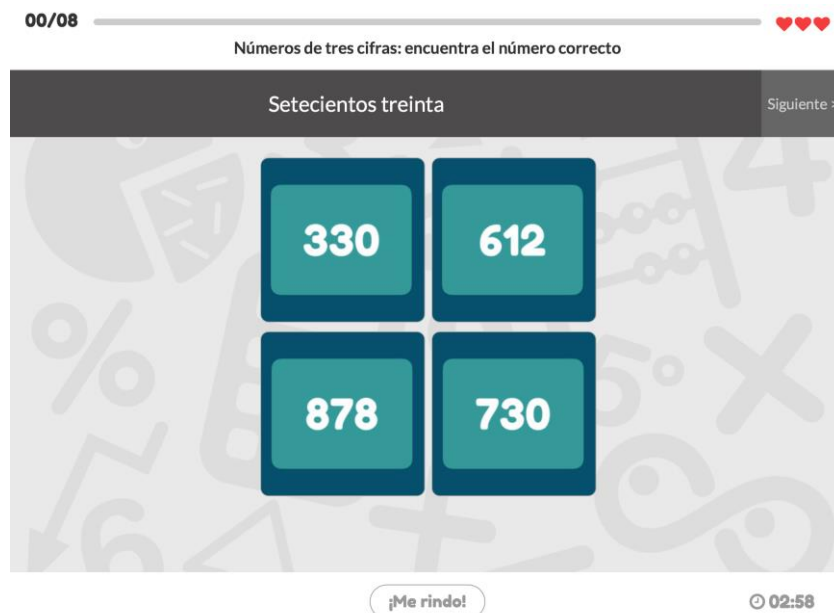 00/08
Números de tres cifras: encuentra el número correcto
Setecientos treinta
Siguiente >
330
612
878
730
¡Me rindo!
02:58